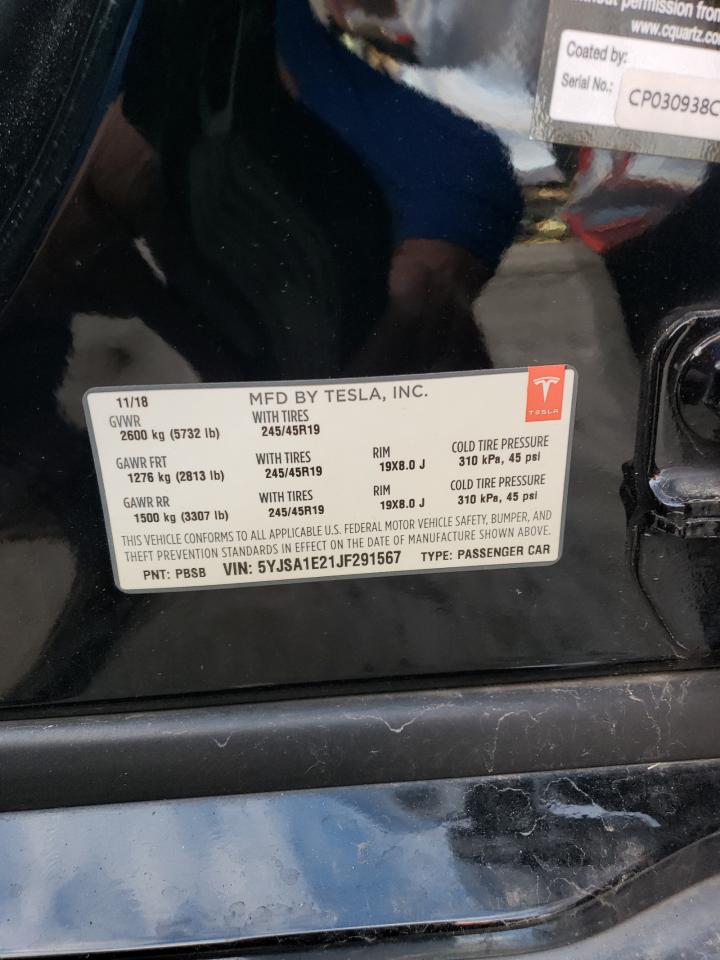 without permission from
www.cquartz.co
Coated by:
Serial No.: CP030938C
11/18 MFD BY TESLA, INC.
TESLA
GVWR WITH TIRES
2600 kg (5732 lb) 245/45R19
GAWR FRT WITH TIRES RIM COLD TIRE PRESSURE
1276 kg (2813 lb) 245/45R19 19X8.0 J 310 kPa, 45 psi
GAWR RR WITH TIRES RIM COLD TIRE PRESSURE
1500 kg (3307 lb) 245/45R19 19X8.0 J 310 kPa, 45 psi
THIS VEHICLE CONFORMS TO ALL APPLICABLE U.S. FEDERAL MOTOR VEHICLE SAFETY, BUMPER, AND
THEFT PREVENTION STANDARDS IN EFFECT ON THE DATE OF MANUFACTURE SHOWN ABOVE.
PNT: PBSB VIN: 5YJSA1E21JF291567 TYPE: PASSENGER CAR